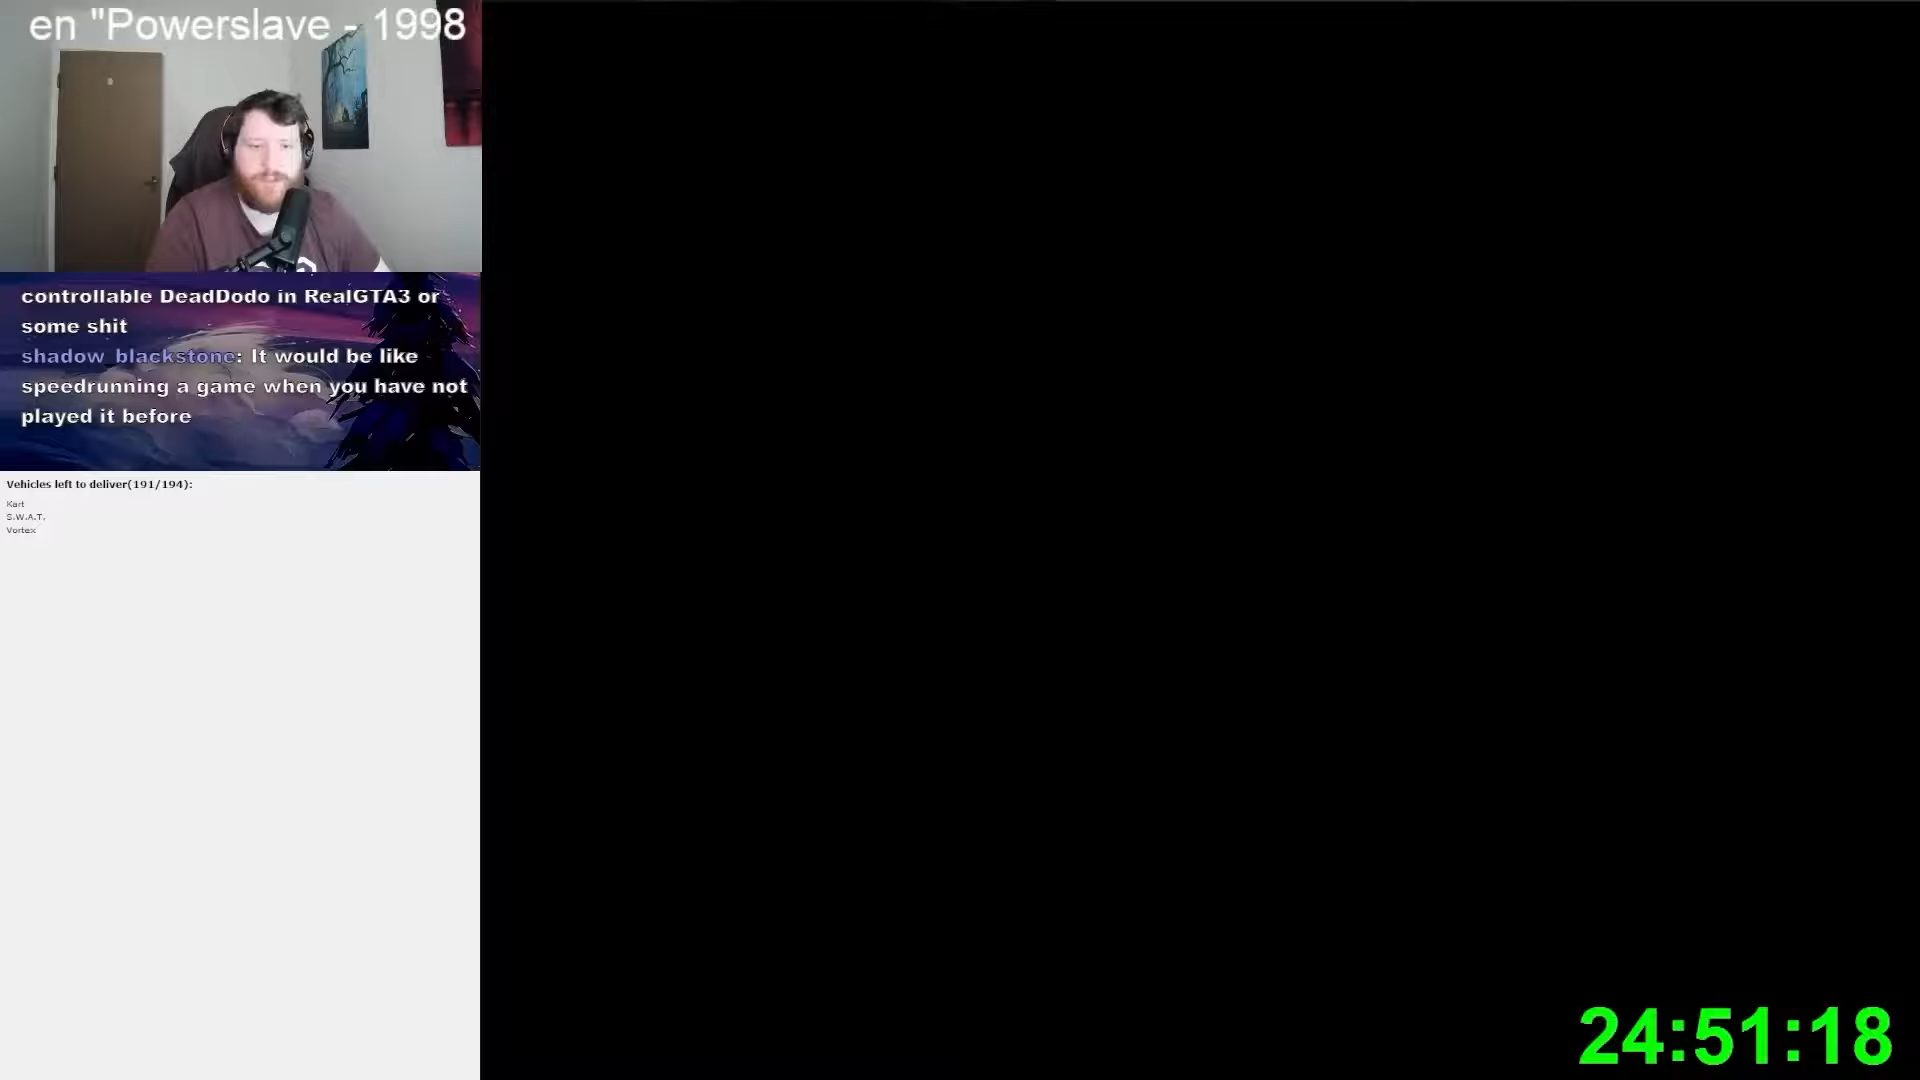 en "Powerslave - 1998
controllable DeadDodo in RealGTA3 or
some shit
shadow_blackstone: It would be like
speedrunning a game when you have not
played it before
Vehicles left to deliver(191/194):
Kart
S.W.A.T.
Vortex
24:51:18